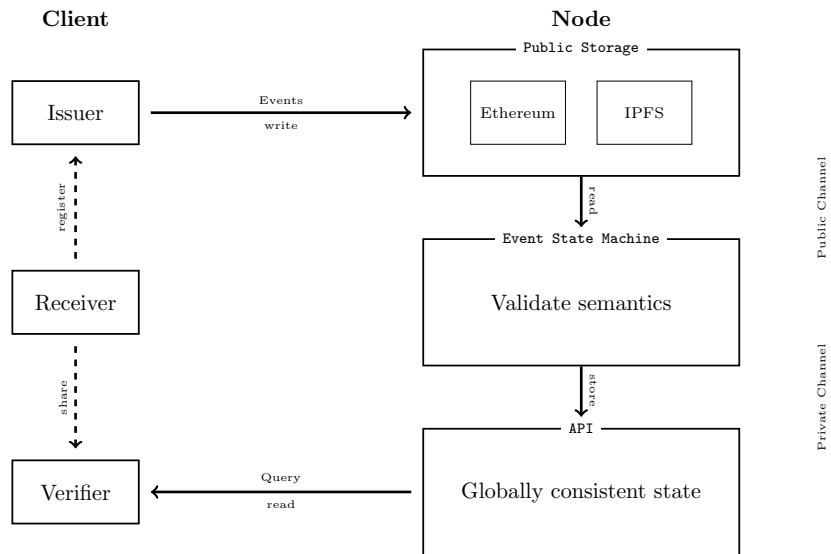 Client
Node
Public Storage
Issuer
Events
write
Ethereum
IPFS
register
read
Public Channel
Event State Machine
Receiver
Validate semantics
share
store
Private Channel
API
Verifier
Query
read
Globally consistent state